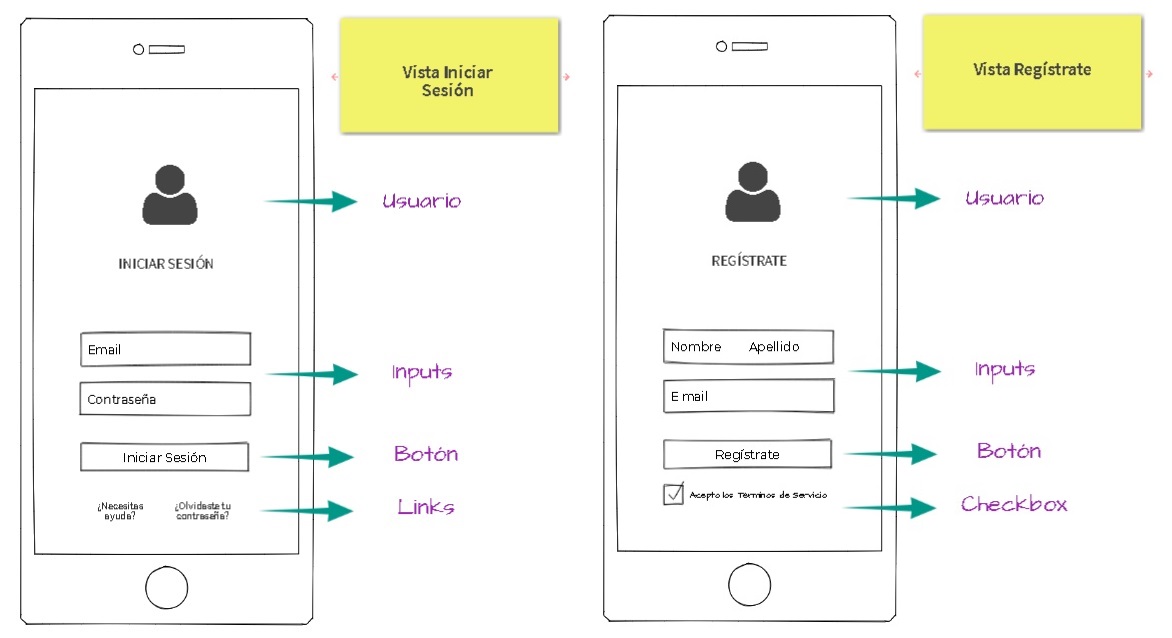 Vista Iniciar
Sesión
Usuario
INICIAR SESIÓN
Email
Contraseña
Inputs
Iniciar Sesión
Botón
¿Necesitas
ayuda?
¿Olvidaste tu
contraseña?
Links
Vista Regístrate
Usuario
REGÍSTRATE
Nombre Apellido
Inputs
E mail
Regístrate
Botón
Acepto los Términos de Servicio
Checkbox